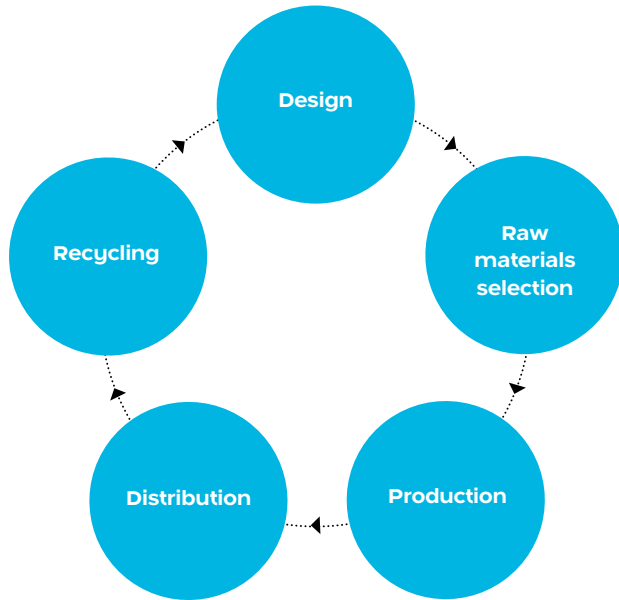 Design
Raw
materials
selection
Production
Distribution
Recycling